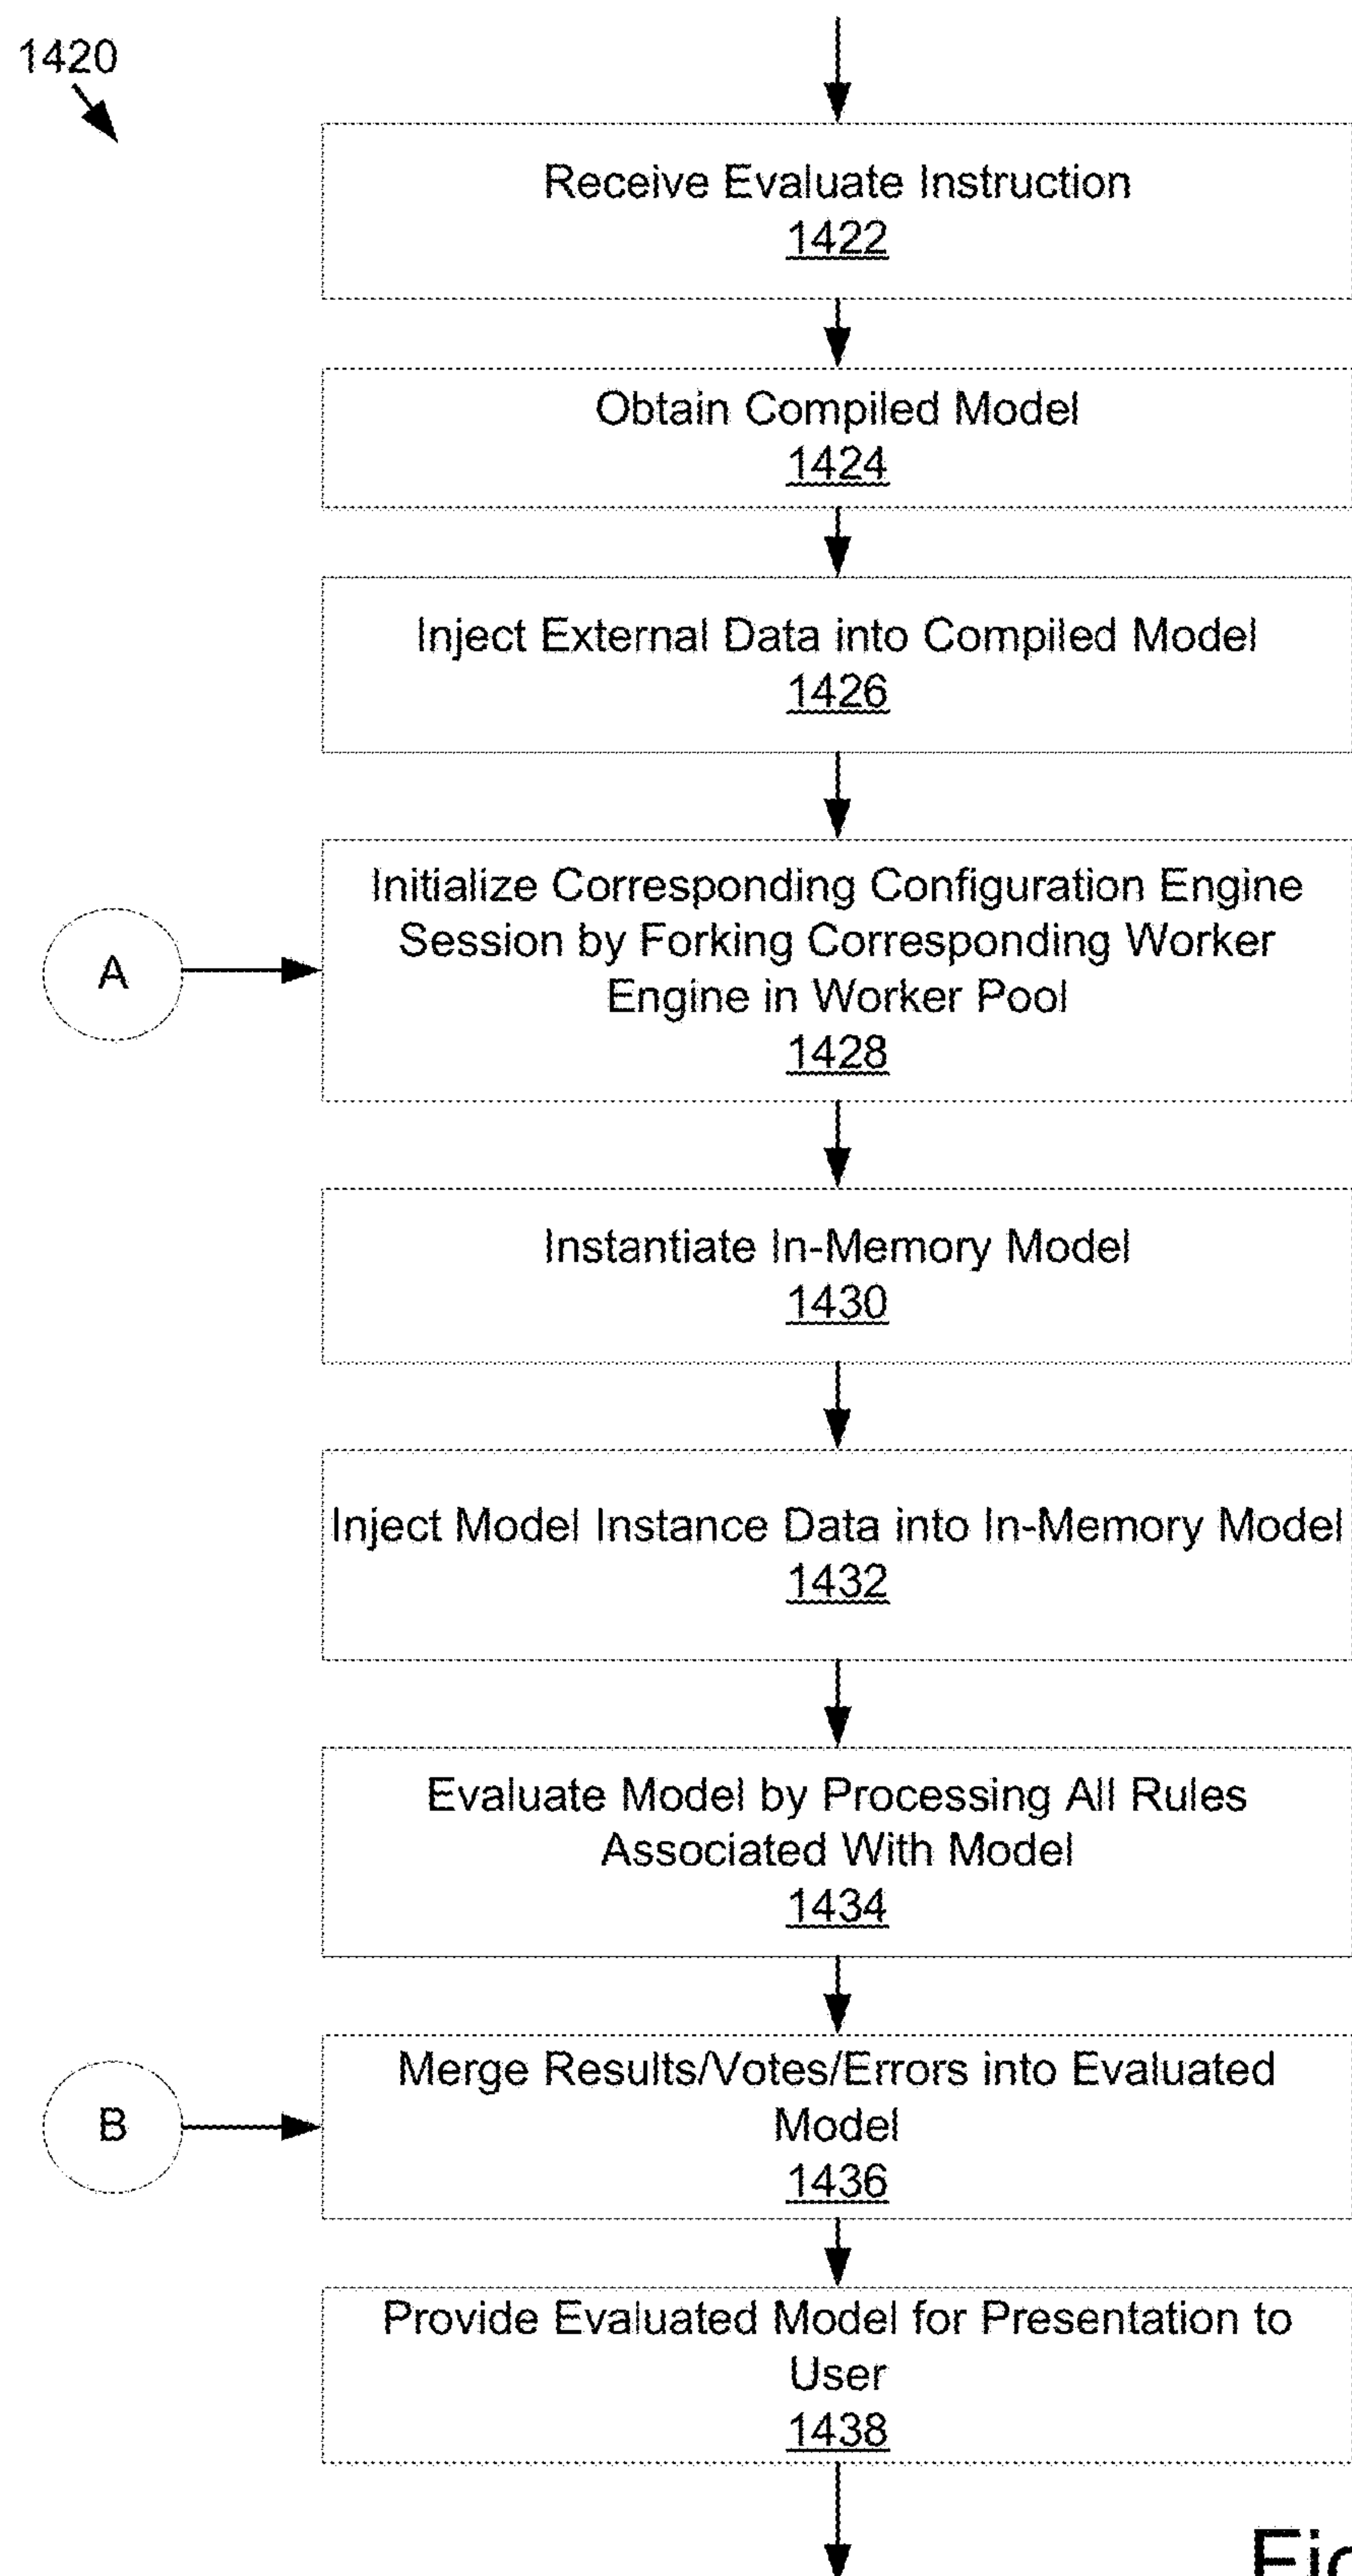 1420
Receive Evaluate Instruction
1422
Obtain Compiled Model
1424
Inject External Data into Compiled Model
1426
A
Initialize Corresponding Configuration Engine
Session by Forking Corresponding Worker
Engine in Worker Pool
1428
Instantiate In-Memory Model
1430
Inject Model Instance Data into In-Memory Model
1432
Evaluate Model by Processing All Rules
Associated With Model
1434
B
Merge Results/Votes/Errors into Evaluated
Model
1436
Provide Evaluated Model for Presentation to
User
1438